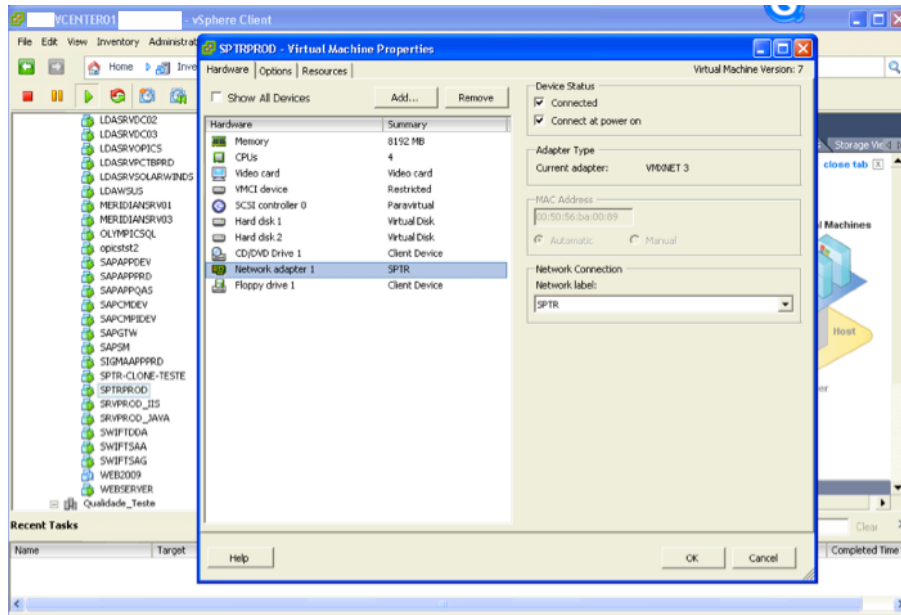 VCENTER01 - vSphere Client
File Edit View Inventory Administrat
Home Inve
LDASRVDC02
LDASRVDC03
LDASRVOPICS
LDASRVPCTBPRD
LDASRVSOLARWINDS
LDAWSUS
MERIDIANSRV01
MERIDIANSRV03
OLYMPICSQL
opicstst2
SAPAPPDEV
SAPAPPPRD
SAPAPPQAS
SAPCMDEV
SAPCMPIDEV
SAPGTW
SAPSM
SIGMAAPPPRD
SPTR-CLONE-TESTE
SPTRPROD
SRVPROD_IIS
SRVPROD_JAVA
SWIFTDDA
SWIFTSAA
SWIFTSAG
WEB2009
WEBSERVER
Qualidade_Teste
Recent Tasks
Name Target
SPTRPROD - Virtual Machine Properties
Hardware Options Resources Virtual Machine Version: 7
Show All Devices Add... Remove
Hardware Summary
Memory 8192 MB
CPUs 4
Video card Video card
VMCI device Restricted
SCSI controller 0 Paravirtual
Hard disk 1 Virtual Disk
Hard disk 2 Virtual Disk
CD/DVD Drive 1 Client Device
Network adapter 1 SPTR
Floppy drive 1 Client Device
Device Status
Connected
Connect at power on
Adapter Type
Current adapter: VMXNET 3
MAC Address
00:50:56:ba:00:89
Automatic Manual
Network Connection
Network label:
SPTR
Help OK Cancel
Storage Vie
close tab
l Machines
Host
er
Clear
Completed Time